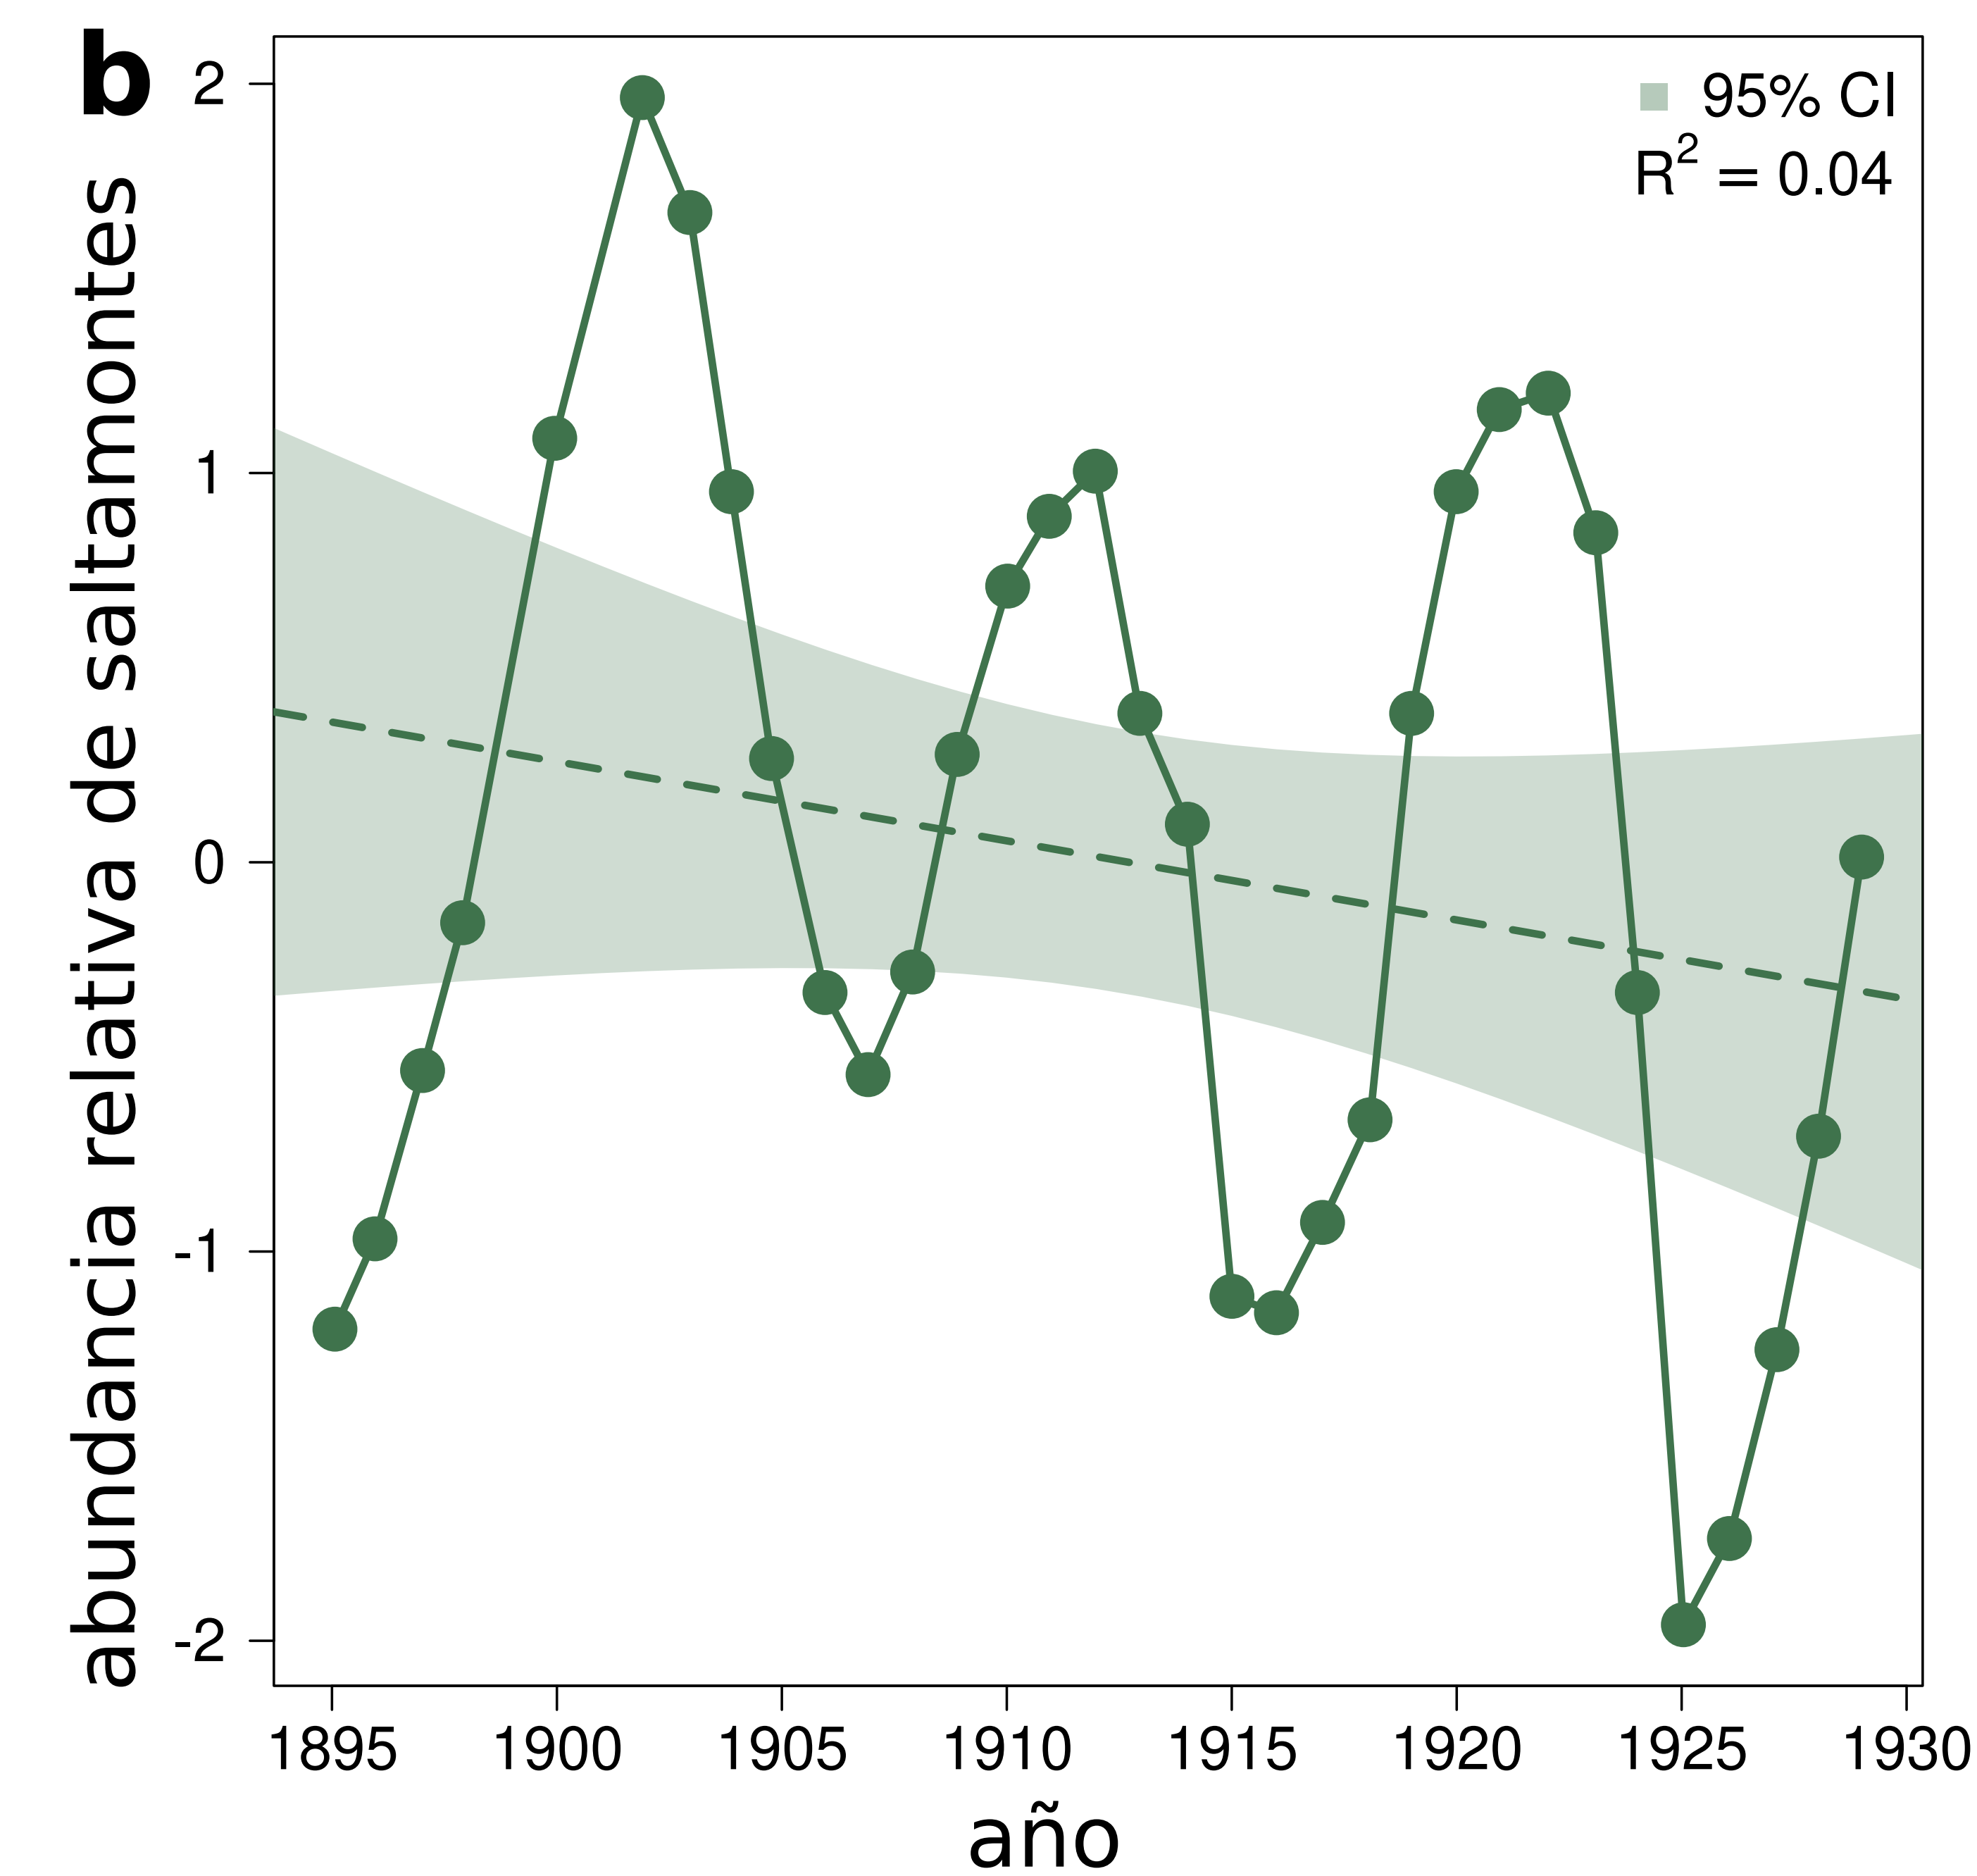 b
95% CI
R² = 0.04
abundancia relativa de saltamontes
2
1
0
-1
-2
1895 1900 1905 1910 1915 1920 1925 1930
año